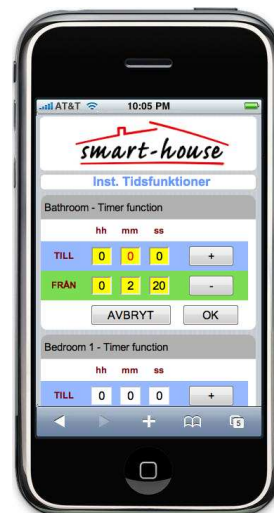 AT&T 10:05 PM
smart-house
Inst. Tidsfunktioner
Bathroom - Timer function
hh mm ss
TILL 0 0 0 +
FRÅN 0 2 20 -
AVBRYT OK
Bedroom 1 - Timer function
hh mm ss
TILL 0 0 0 +
5